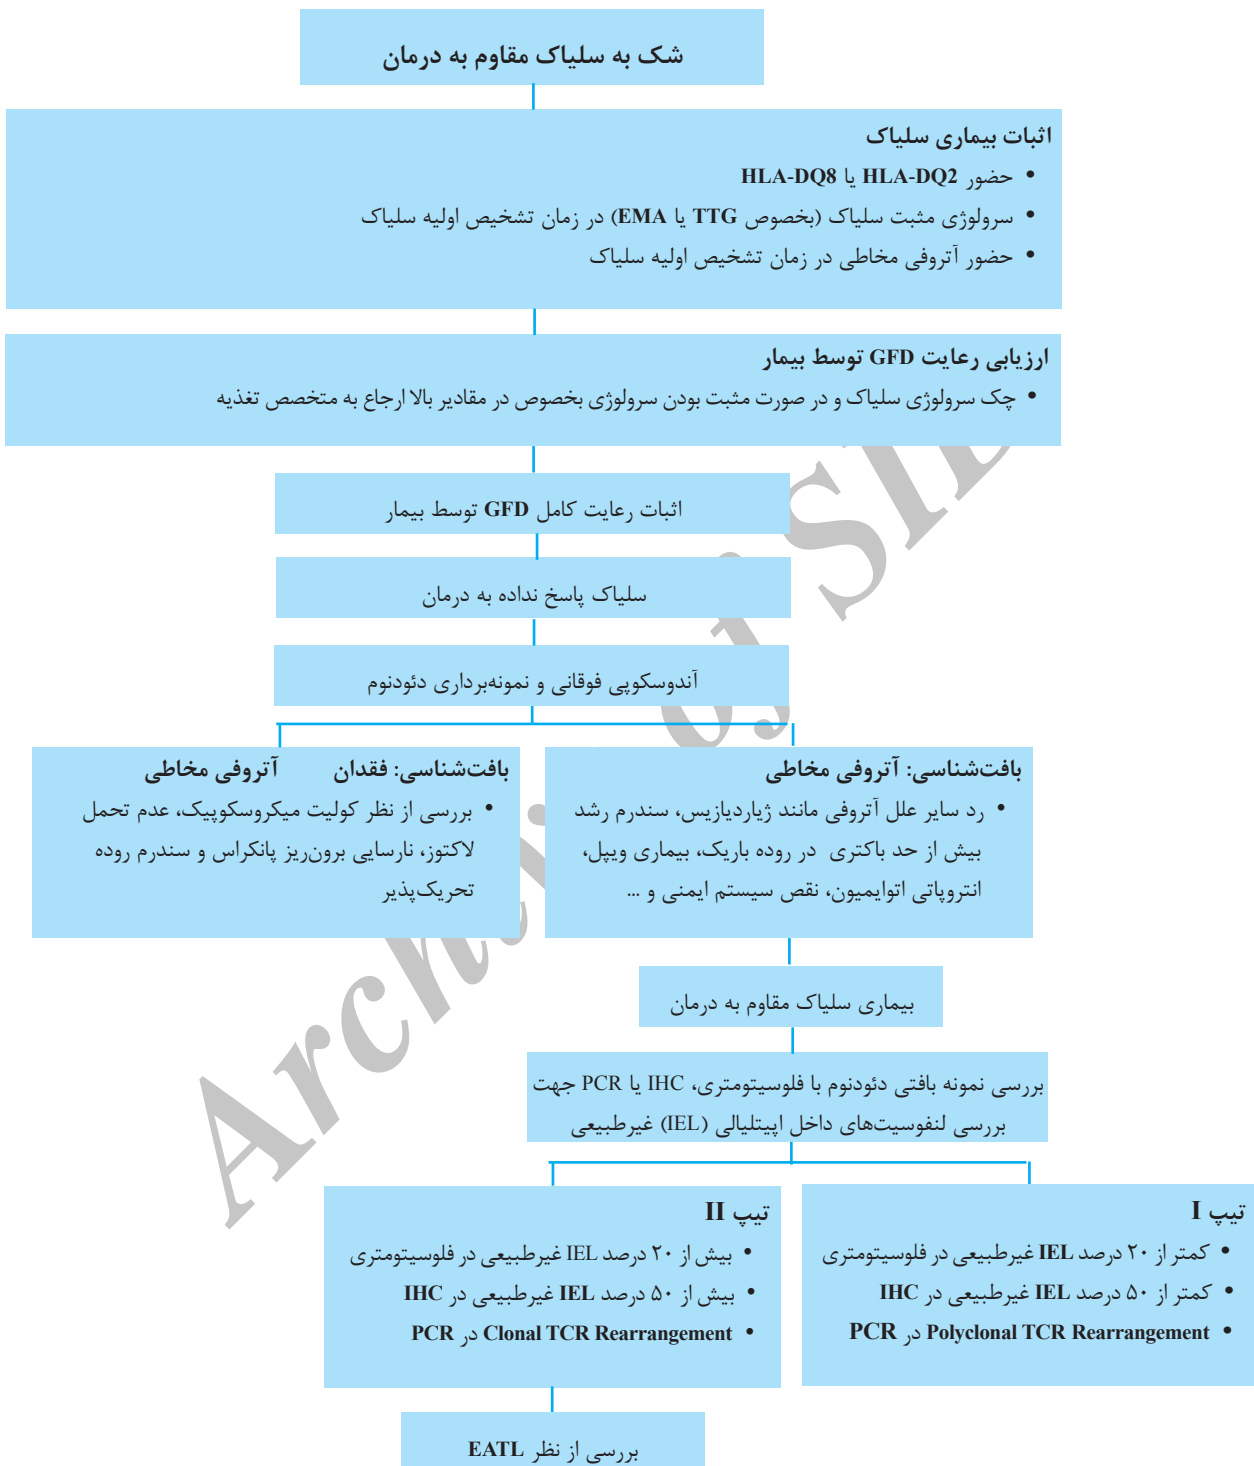 شک به سلیاک مقاوم به درمان
اثبات بیماری سلیاک
• حضور HLA-DQ2 یا HLA-DQ8
• سرولوژی مثبت سلیاک (بخصوص TTG یا EMA) در زمان تشخیص اولیه سلیاک
• حضور آتروفی مخاطی در زمان تشخیص اولیه سلیاک
ارزیابی رعایت GFD توسط بیمار
• چک سرولوژی سلیاک و در صورت مثبت بودن سرولوژی بخصوص در مقادیر بالا ارجاع به متخصص تغذیه
اثبات رعایت کامل GFD توسط بیمار
سلیاک پاسخ نداده به درمان
آندوسکوپی فوقانی و نمونه‌برداری دئودنوم
بافت‌شناسی: آتروفی مخاطی
• رد سایر علل آتروفی مانند ژیاردیازیس، سندرم رشد
بیش از حد باکتری در روده باریک، بیماری ویپل،
انتروپاتی اتوایمیون، نقص سیستم ایمنی و ...
بافت‌شناسی: فقدان آتروفی مخاطی
• بررسی از نظر کولیت میکروسکوپیک، عدم تحمل
لاکتوز، نارسایی برون‌ریز پانکراس و سندرم روده
تحریک‌پذیر
بیماری سلیاک مقاوم به درمان
بررسی نمونه بافتی دئودنوم با فلوسیتومتری، IHC یا PCR جهت
بررسی لنفوسیت‌های داخل اپیتلیالی (IEL) غیرطبیعی
تیپ I
• کمتر از ۲۰ درصد IEL غیرطبیعی در فلوسیتومتری
• کمتر از ۵۰ درصد IEL غیرطبیعی در IHC
• Polyclonal TCR Rearrangement در PCR
تیپ II
• بیش از ۲۰ درصد IEL غیرطبیعی در فلوسیتومتری
• بیش از ۵۰ درصد IEL غیرطبیعی در IHC
• Clonal TCR Rearrangement در PCR
بررسی از نظر EATL
Archive of SID